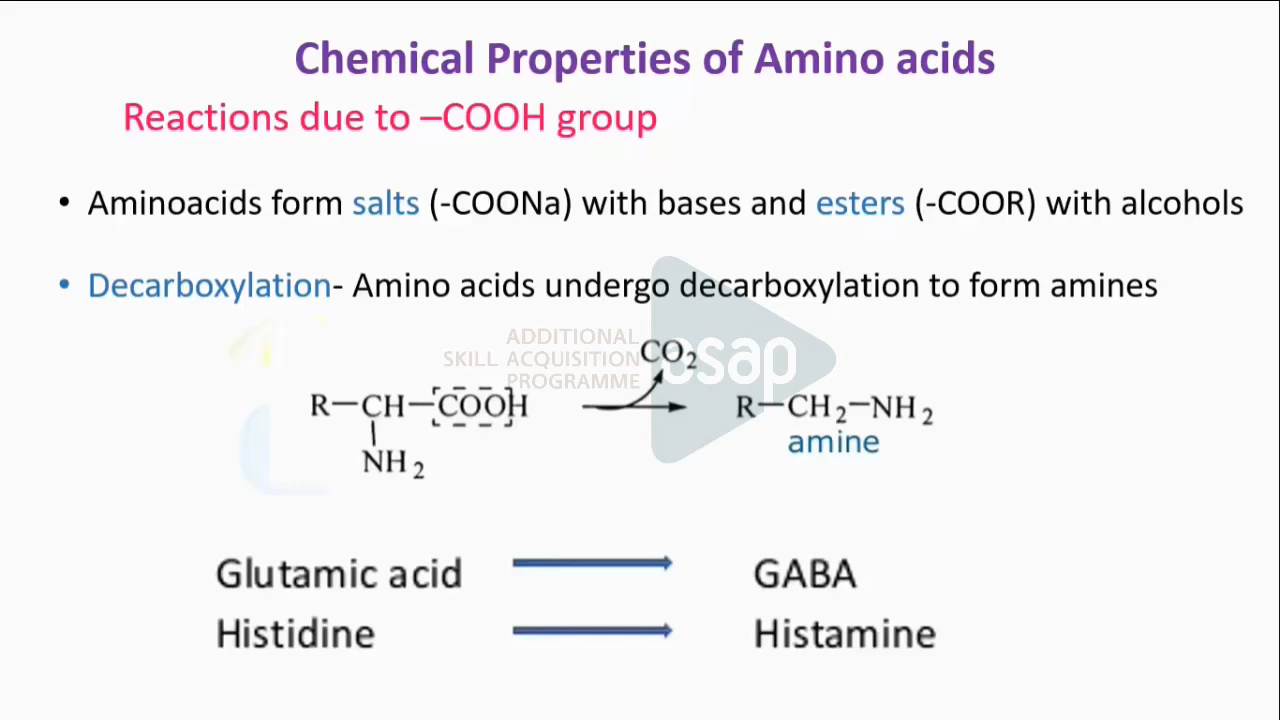 Chemical Properties of Amino acids
Reactions due to –COOH group
• Aminoacids form salts (-COONa) with bases and esters (-COOR) with alcohols
• Decarboxylation- Amino acids undergo decarboxylation to form amines
ADDITIONAL
SKILL ACQUISITION
PROGRAMME
asap
CO2
R—CH—COOH
NH2
R—CH2—NH2
amine
Glutamic acid GABA
Histidine Histamine